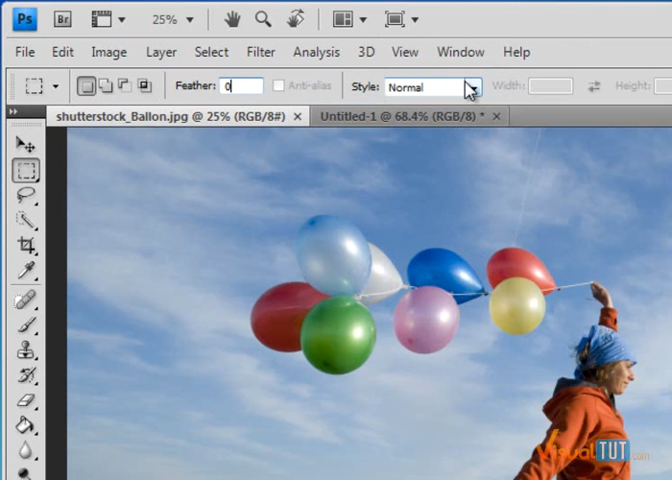 Ps Br 25%
File Edit Image Layer Select Filter Analysis 3D View Window Help
Feather: 0 Anti-alias Style: Normal Width: Height:
shutterstock_Ballon.jpg @ 25% (RGB/8#) × Untitled-1 @ 68.4% (RGB/8) * ×
VisualTUT.com